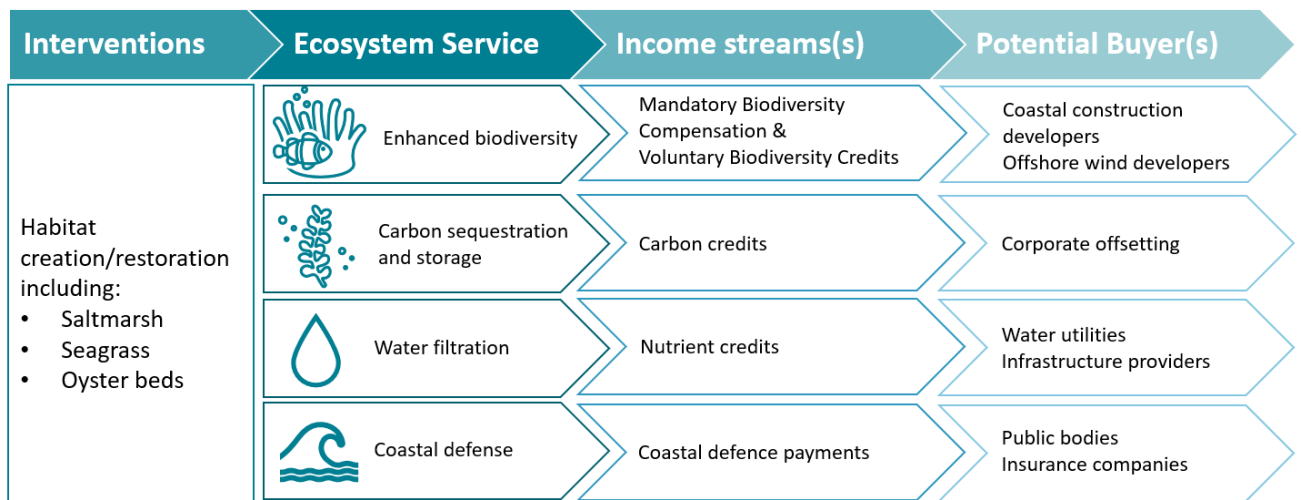 Interventions
Ecosystem Service
Income streams(s)
Potential Buyer(s)
Habitat
creation/restoration
including:
• Saltmarsh
• Seagrass
• Oyster beds
Enhanced biodiversity
Mandatory Biodiversity
Compensation &
Voluntary Biodiversity Credits
Coastal construction
developers
Offshore wind developers
Carbon sequestration
and storage
Carbon credits
Corporate offsetting
Water filtration
Nutrient credits
Water utilities
Infrastructure providers
Coastal defense
Coastal defence payments
Public bodies
Insurance companies